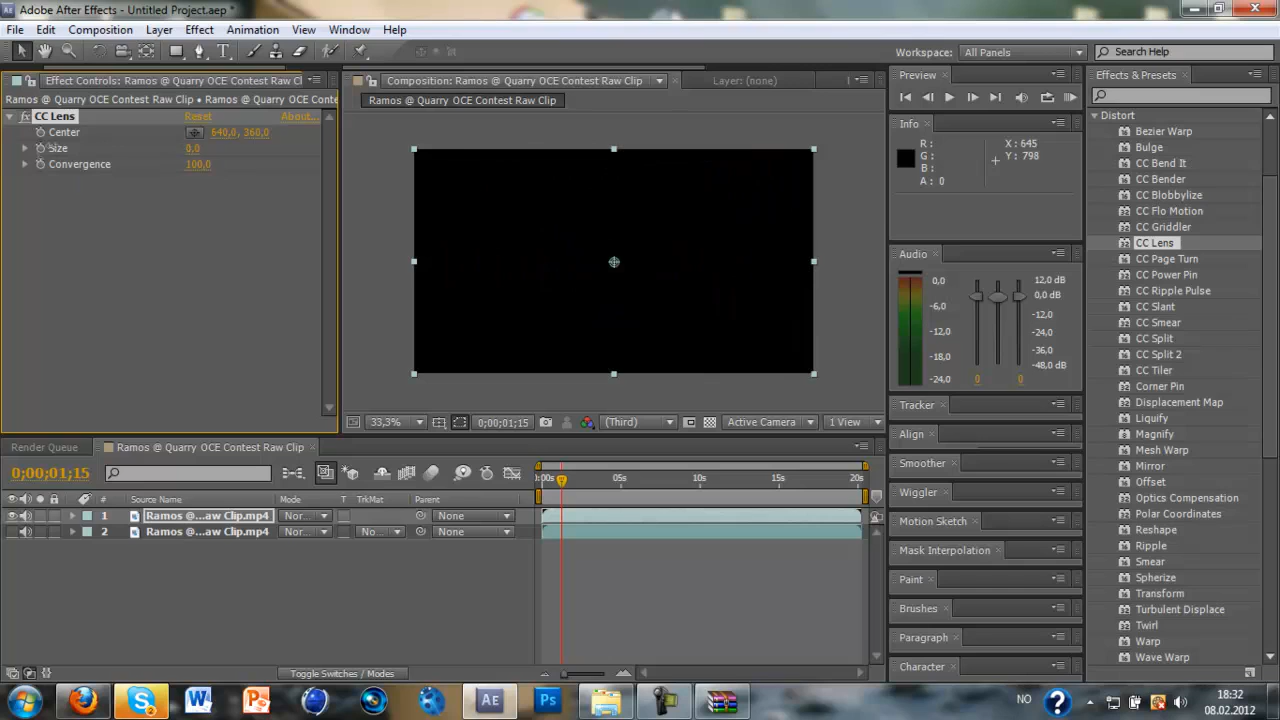 Adobe After Effects - Untitled Project.aep *
File Edit Composition Layer Effect Animation View Window Help
Workspace: All Panels Search Help
Effect Controls: Ramos @ Quarry OCE Contest Raw Cl
Ramos @ Quarry OCE Contest Raw Clip • Ramos @ Quarry OCE Conte
fx CC Lens Reset About...
Center 640,0, 360,0
Size 0,0
Convergence 100,0
Composition: Ramos @ Quarry OCE Contest Raw Clip Layer: (none)
Ramos @ Quarry OCE Contest Raw Clip
33,3% 0;00;01;15 (Third) Active Camera 1 View
Preview
Info
R : X : 645
G : Y : 798
B :
A : 0
Audio
0,0 12,0 dB
-6,0 0,0 dB
-12,0 -12,0
-24,0
-18,0 -36,0
-24,0 -48,0 dB
0 0
Tracker
Align
Smoother
Wiggler
Motion Sketch
Mask Interpolation
Paint
Brushes
Paragraph
Character
Effects & Presets
Distort
Bezier Warp
Bulge
CC Bend It
CC Bender
CC Blobbylize
CC Flo Motion
CC Griddler
CC Lens
CC Page Turn
CC Power Pin
CC Ripple Pulse
CC Slant
CC Smear
CC Split
CC Split 2
CC Tiler
Corner Pin
Displacement Map
Liquify
Magnify
Mesh Warp
Mirror
Offset
Optics Compensation
Polar Coordinates
Reshape
Ripple
Smear
Spherize
Transform
Turbulent Displace
Twirl
Warp
Wave Warp
Render Queue Ramos @ Quarry OCE Contest Raw Clip
0;00;01;15
:00s 05s 10s 15s 20s
# Source Name Mode T TrkMat Parent
1 Ramos @...aw Clip.mp4 Nor... None
2 Ramos @...aw Clip.mp4 Nor... No... None
Toggle Switches / Modes
2 W P AE Ps NO ? 18:32
08.02.2012